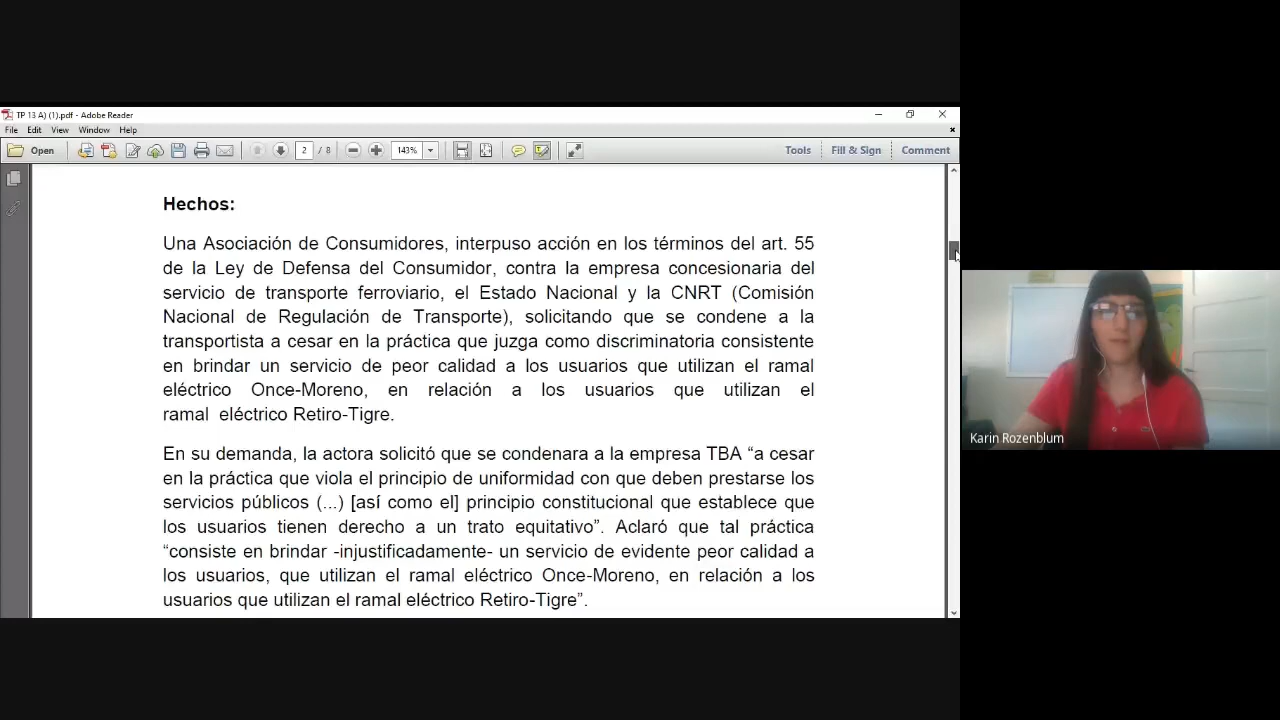 TP 13 A) (1).pdf - Adobe Reader
File Edit View Window Help
Open 2 / 8 143% Tools Fill & Sign Comment
Hechos:
Una Asociación de Consumidores, interpuso acción en los términos del art. 55
de la Ley de Defensa del Consumidor, contra la empresa concesionaria del
servicio de transporte ferroviario, el Estado Nacional y la CNRT (Comisión
Nacional de Regulación de Transporte), solicitando que se condene a la
transportista a cesar en la práctica que juzga como discriminatoria consistente
en brindar un servicio de peor calidad a los usuarios que utilizan el ramal
eléctrico Once-Moreno, en relación a los usuarios que utilizan el
ramal eléctrico Retiro-Tigre.
En su demanda, la actora solicitó que se condenara a la empresa TBA “a cesar
en la práctica que viola el principio de uniformidad con que deben prestarse los
servicios públicos (...) [así como el] principio constitucional que establece que
los usuarios tienen derecho a un trato equitativo”. Aclaró que tal práctica
“consiste en brindar -injustificadamente- un servicio de evidente peor calidad a
los usuarios, que utilizan el ramal eléctrico Once-Moreno, en relación a los
usuarios que utilizan el ramal eléctrico Retiro-Tigre”.
Karin Rozenblum